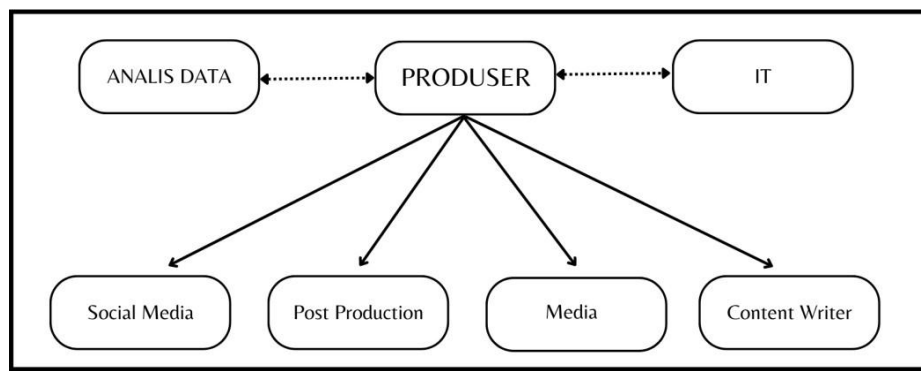 ANALIS DATA
PRODUSER
IT
Social Media
Post Production
Media
Content Writer